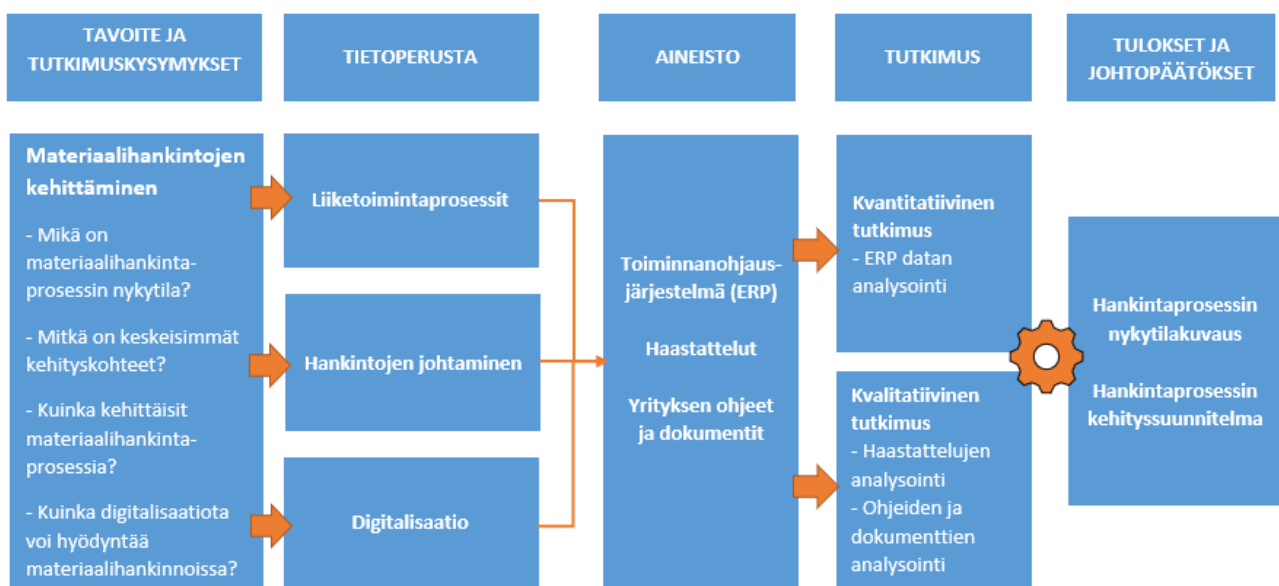 TAVOITE JA
TUTKIMUSKYSYMYKSET
TIETOPERUSTA
AINEISTO
TUTKIMUS
TULOKSET JA
JOHTOPÄÄTÖKSET
Materiaalihankintojen
kehittäminen
- Mikä on
materiaalihankinta-
prosessin nykytila?
- Mitkä on keskeisimmät
kehityskohteet?
- Kuinka kehittäisit
materiaalihankinta-
prosessia?
- Kuinka digitalisaatiota
voi hyödyntää
materiaalihankinnoissa?
Liiketoimintaprosessit
Hankintojen johtaminen
Digitalisaatio
Toiminnanohjaus-
järjestelmä (ERP)
Haastattelut
Yrityksen ohjeet
ja dokumentit
Kvantitatiivinen
tutkimus
- ERP datan
analysointi
Kvalitatiivinen
tutkimus
- Haastattelujen
analysointi
- Ohjeiden ja
dokumenttien
analysointi
Hankintaprosessin
nykytilakuvaus
Hankintaprosessin
kehityssuunnitelma